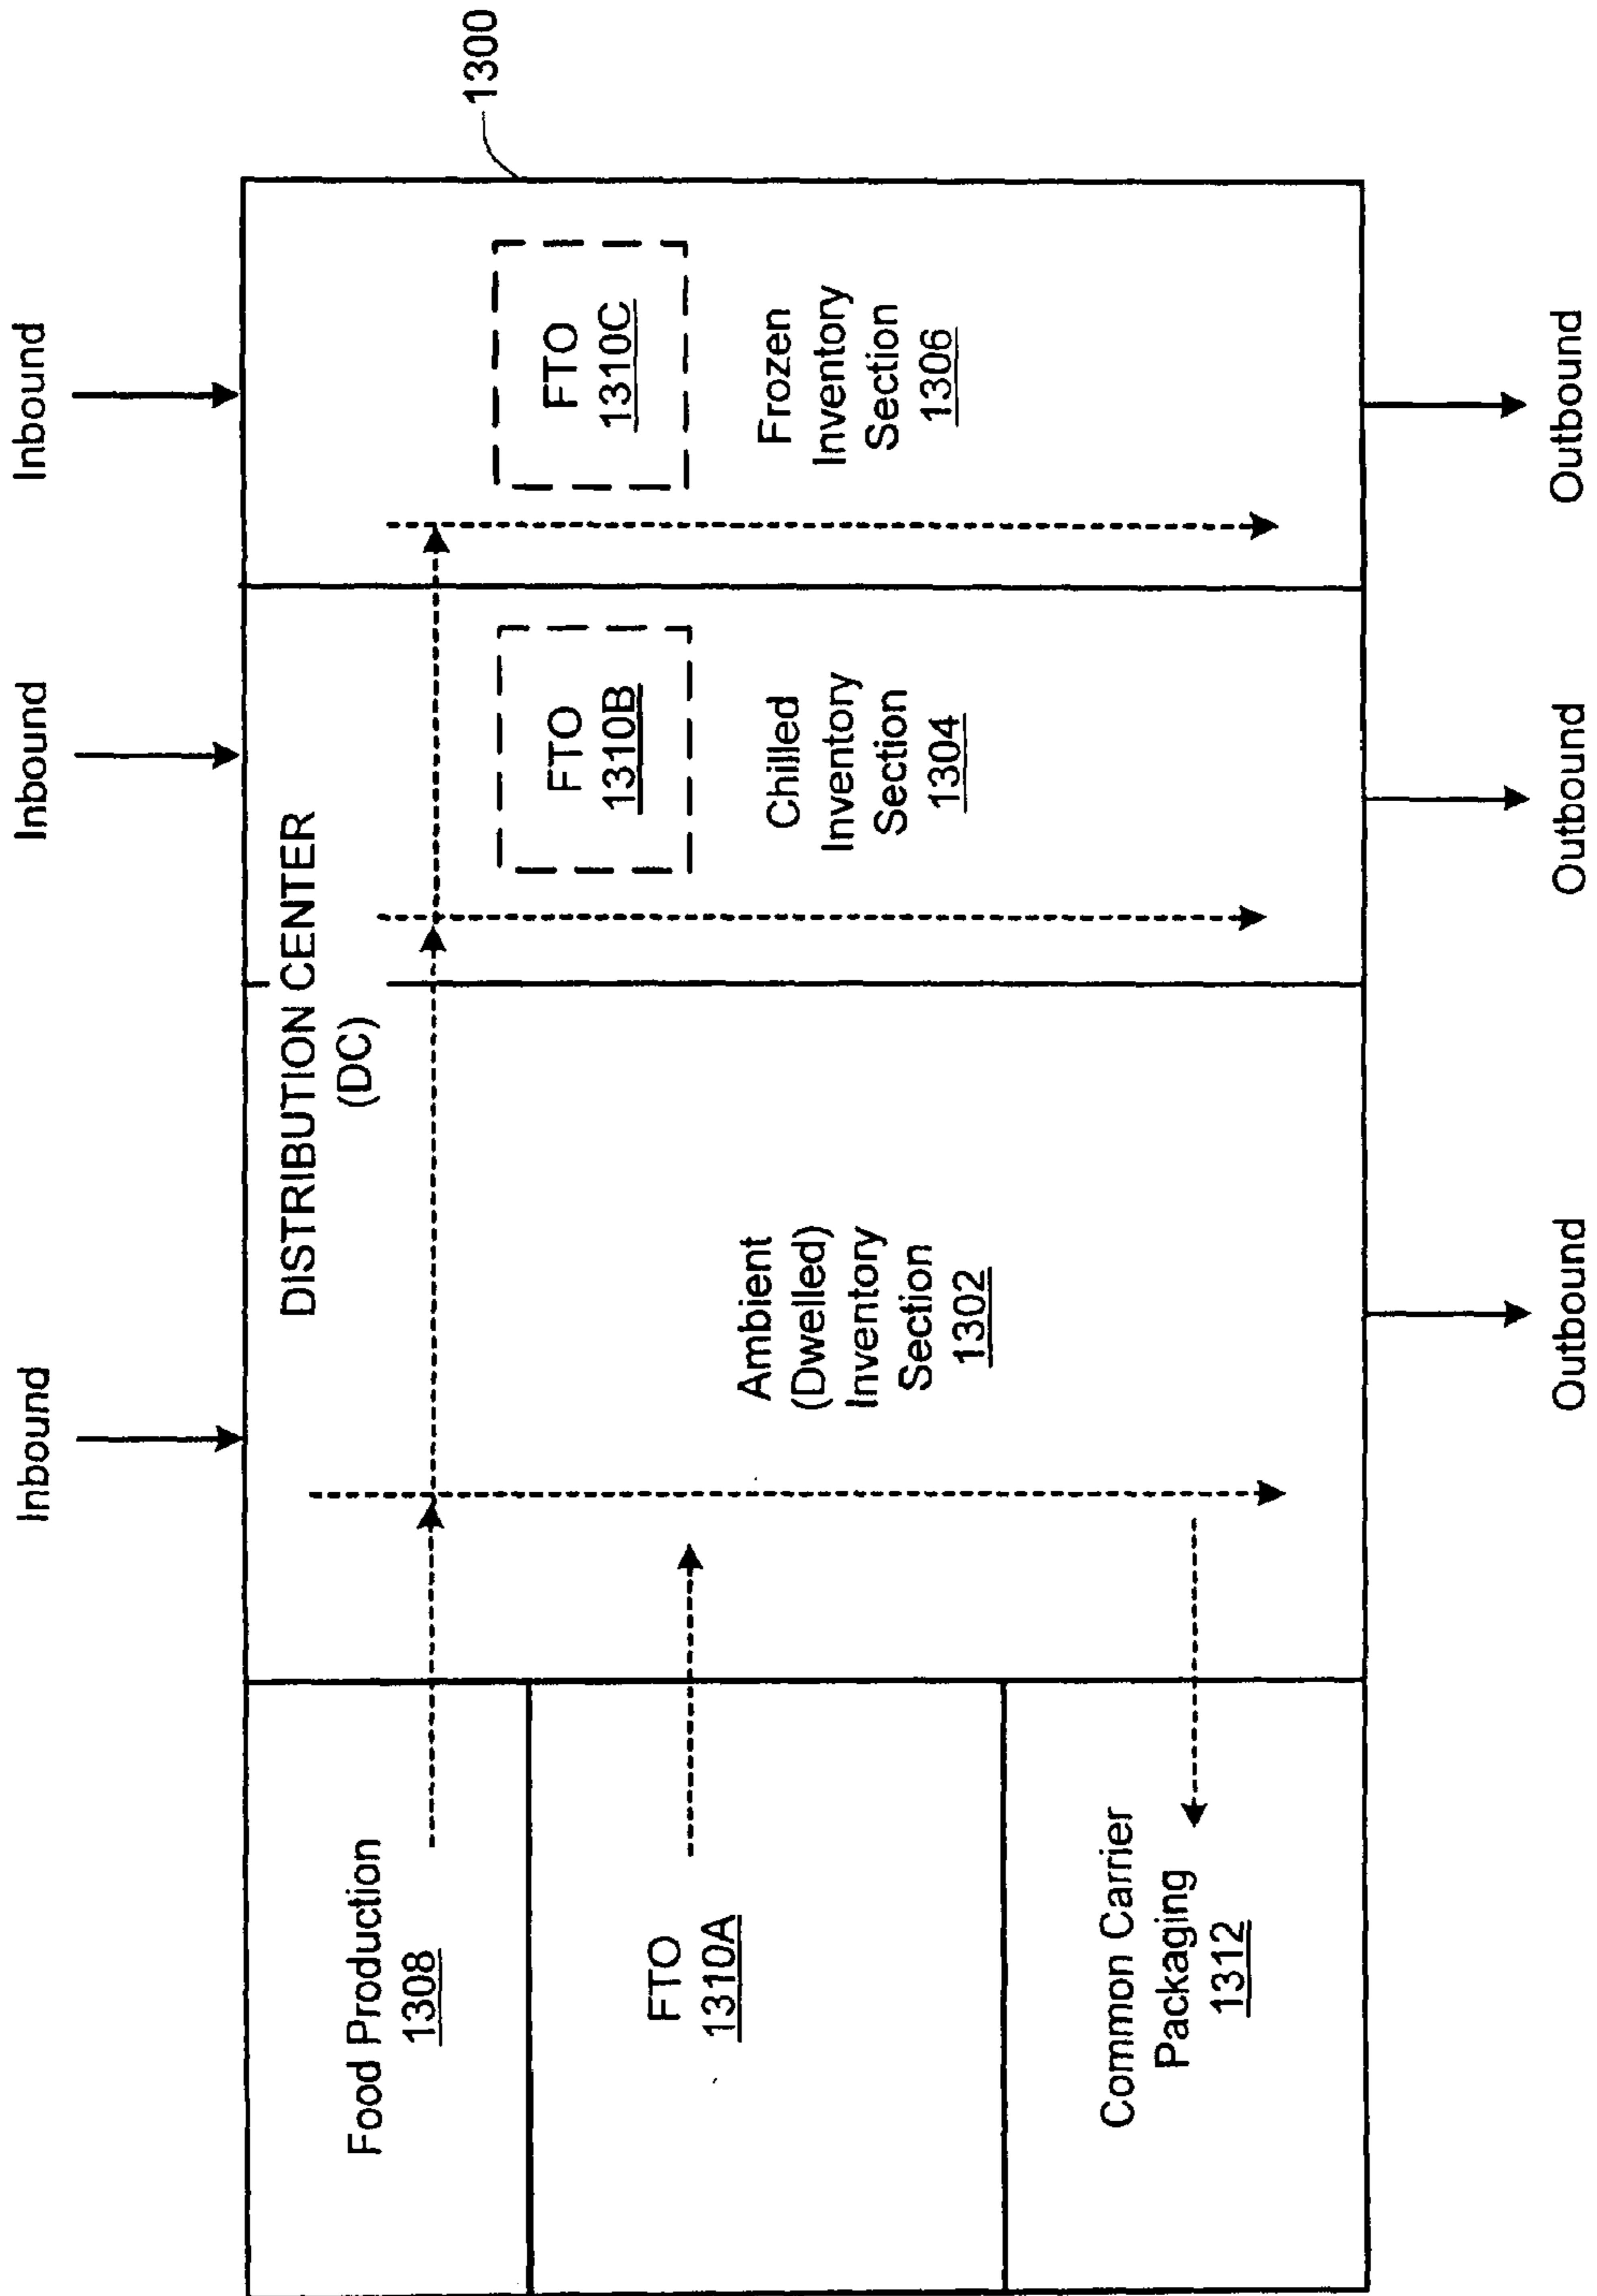 Inbound
Inbound
Inbound
DISTRIBUTION CENTER
(DC)
1300
Food Production
1308
FTO
1310A
Common Carrier
Packaging
1312
Ambient
(Dwelled)
Inventory
Section
1302
FTO
1310B
Chilled
Inventory
Section
1304
FTO
1310C
Frozen
Inventory
Section
1306
Outbound
Outbound
Outbound